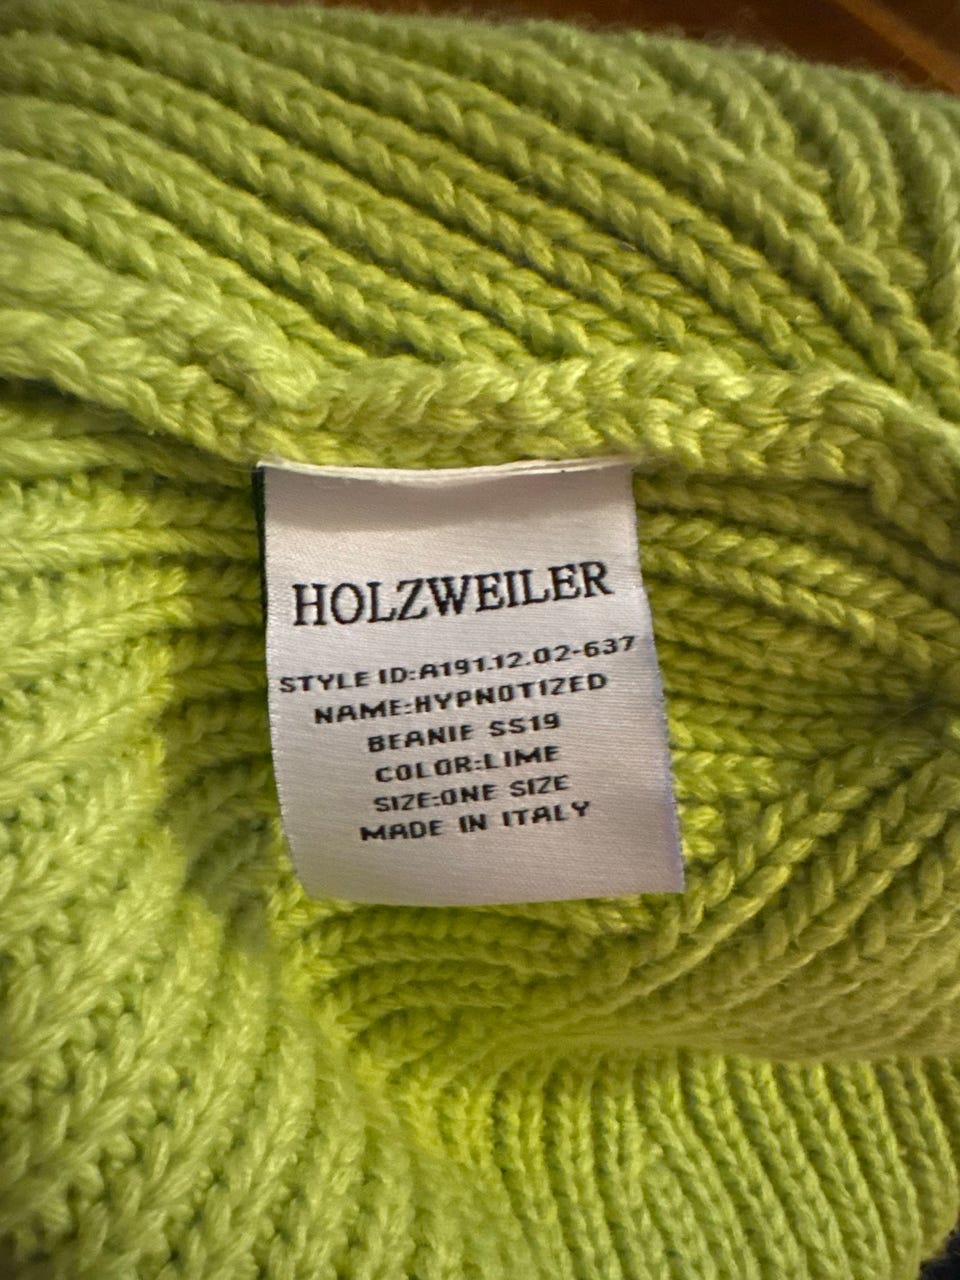 HOLZWEILER
STYLE ID:A191.12.02-637
NAME:HYPNOTIZED
BEANIE SS19
COLOR:LIME
SIZE:ONE SIZE
MADE IN ITALY